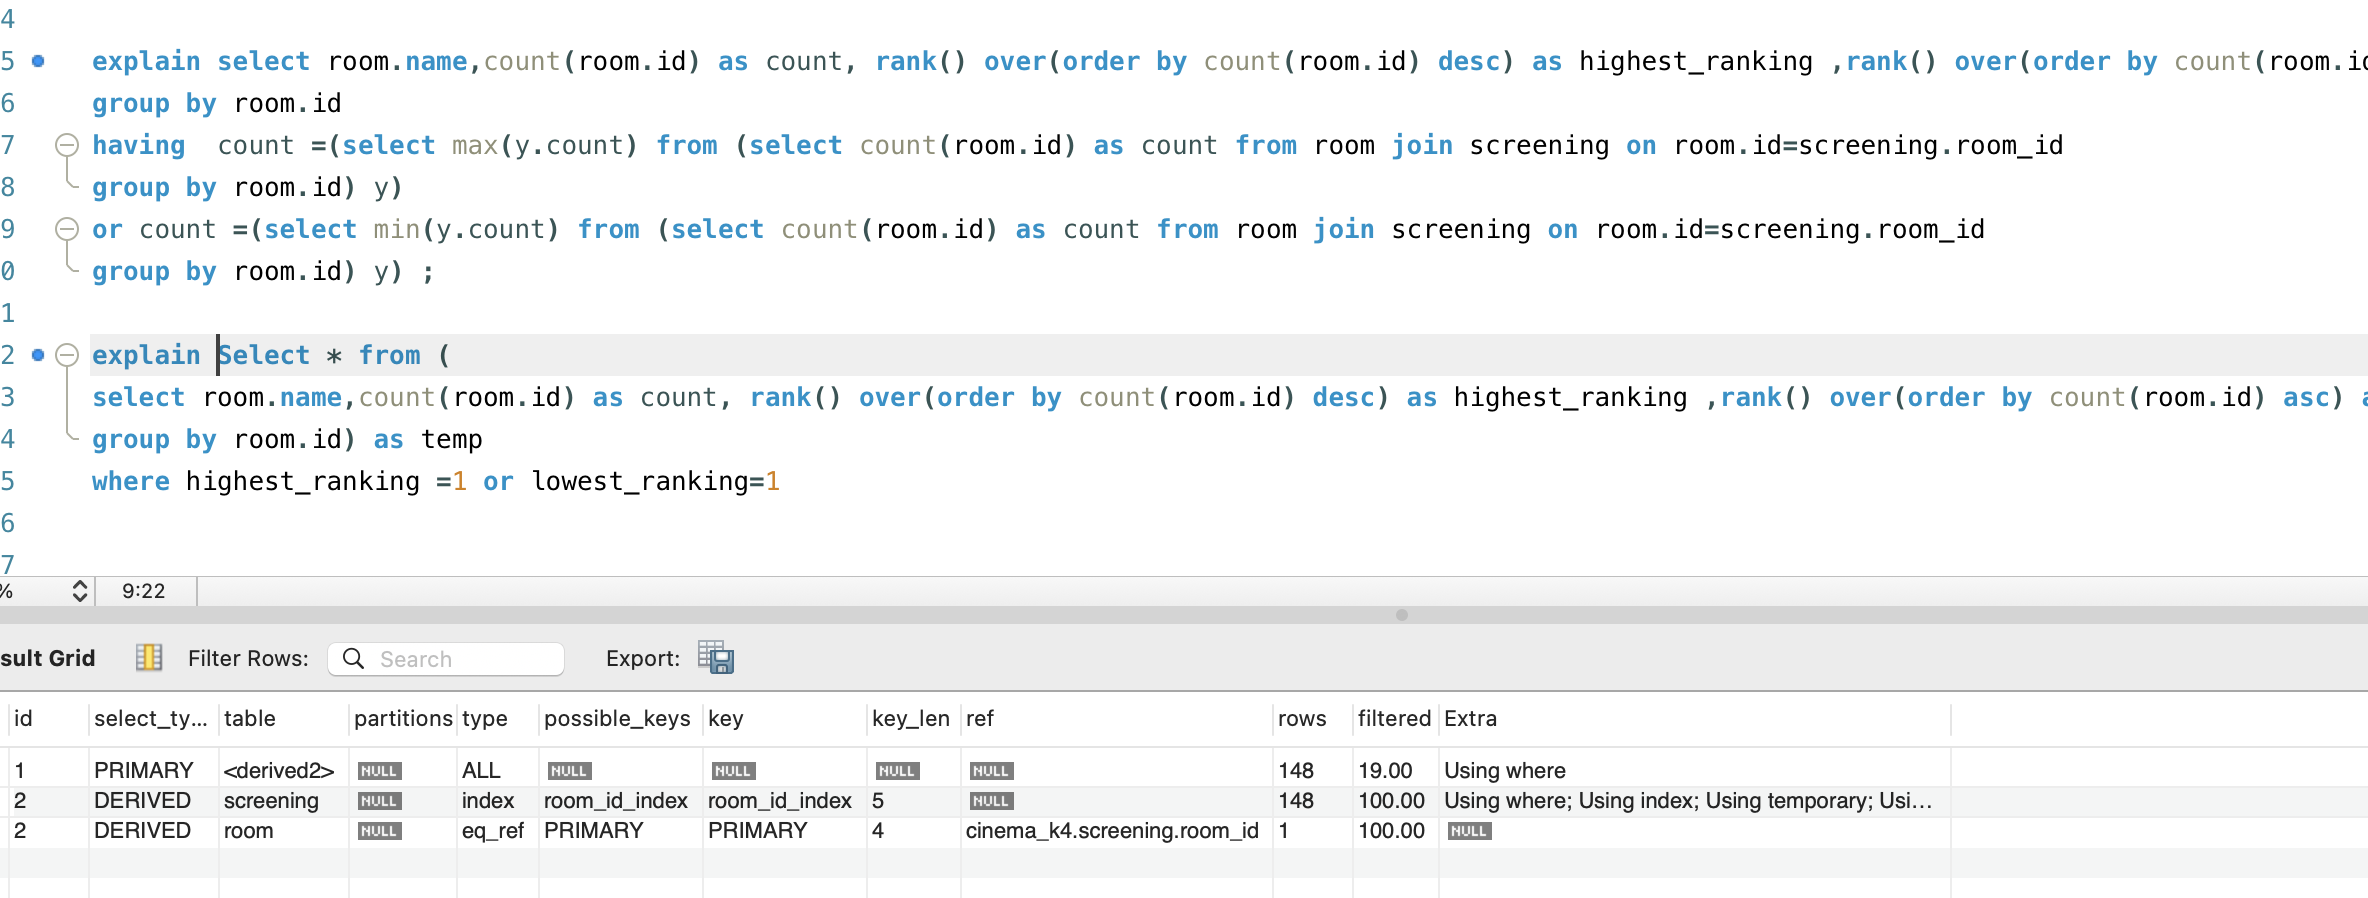 4
5 explain select room.name,count(room.id) as count, rank() over(order by count(room.id) desc) as highest_ranking ,rank() over(order by count(room.id
6 group by room.id
7 having  count =(select max(y.count) from (select count(room.id) as count from room join screening on room.id=screening.room_id
8 group by room.id) y)
9 or count =(select min(y.count) from (select count(room.id) as count from room join screening on room.id=screening.room_id
0 group by room.id) y) ;
1
2 explain Select * from (
3 select room.name,count(room.id) as count, rank() over(order by count(room.id) desc) as highest_ranking ,rank() over(order by count(room.id) asc) a
4 group by room.id) as temp
5 where highest_ranking =1 or lowest_ranking=1
6
7
% 9:22
sult Grid Filter Rows: Search Export:
id select_ty... table partitions type possible_keys key key_len ref rows filtered Extra
1 PRIMARY <derived2> NULL ALL NULL NULL NULL NULL 148 19.00 Using where
2 DERIVED screening NULL index room_id_index room_id_index 5 NULL 148 100.00 Using where; Using index; Using temporary; Usi...
2 DERIVED room NULL eq_ref PRIMARY PRIMARY 4 cinema_k4.screening.room_id 1 100.00 NULL